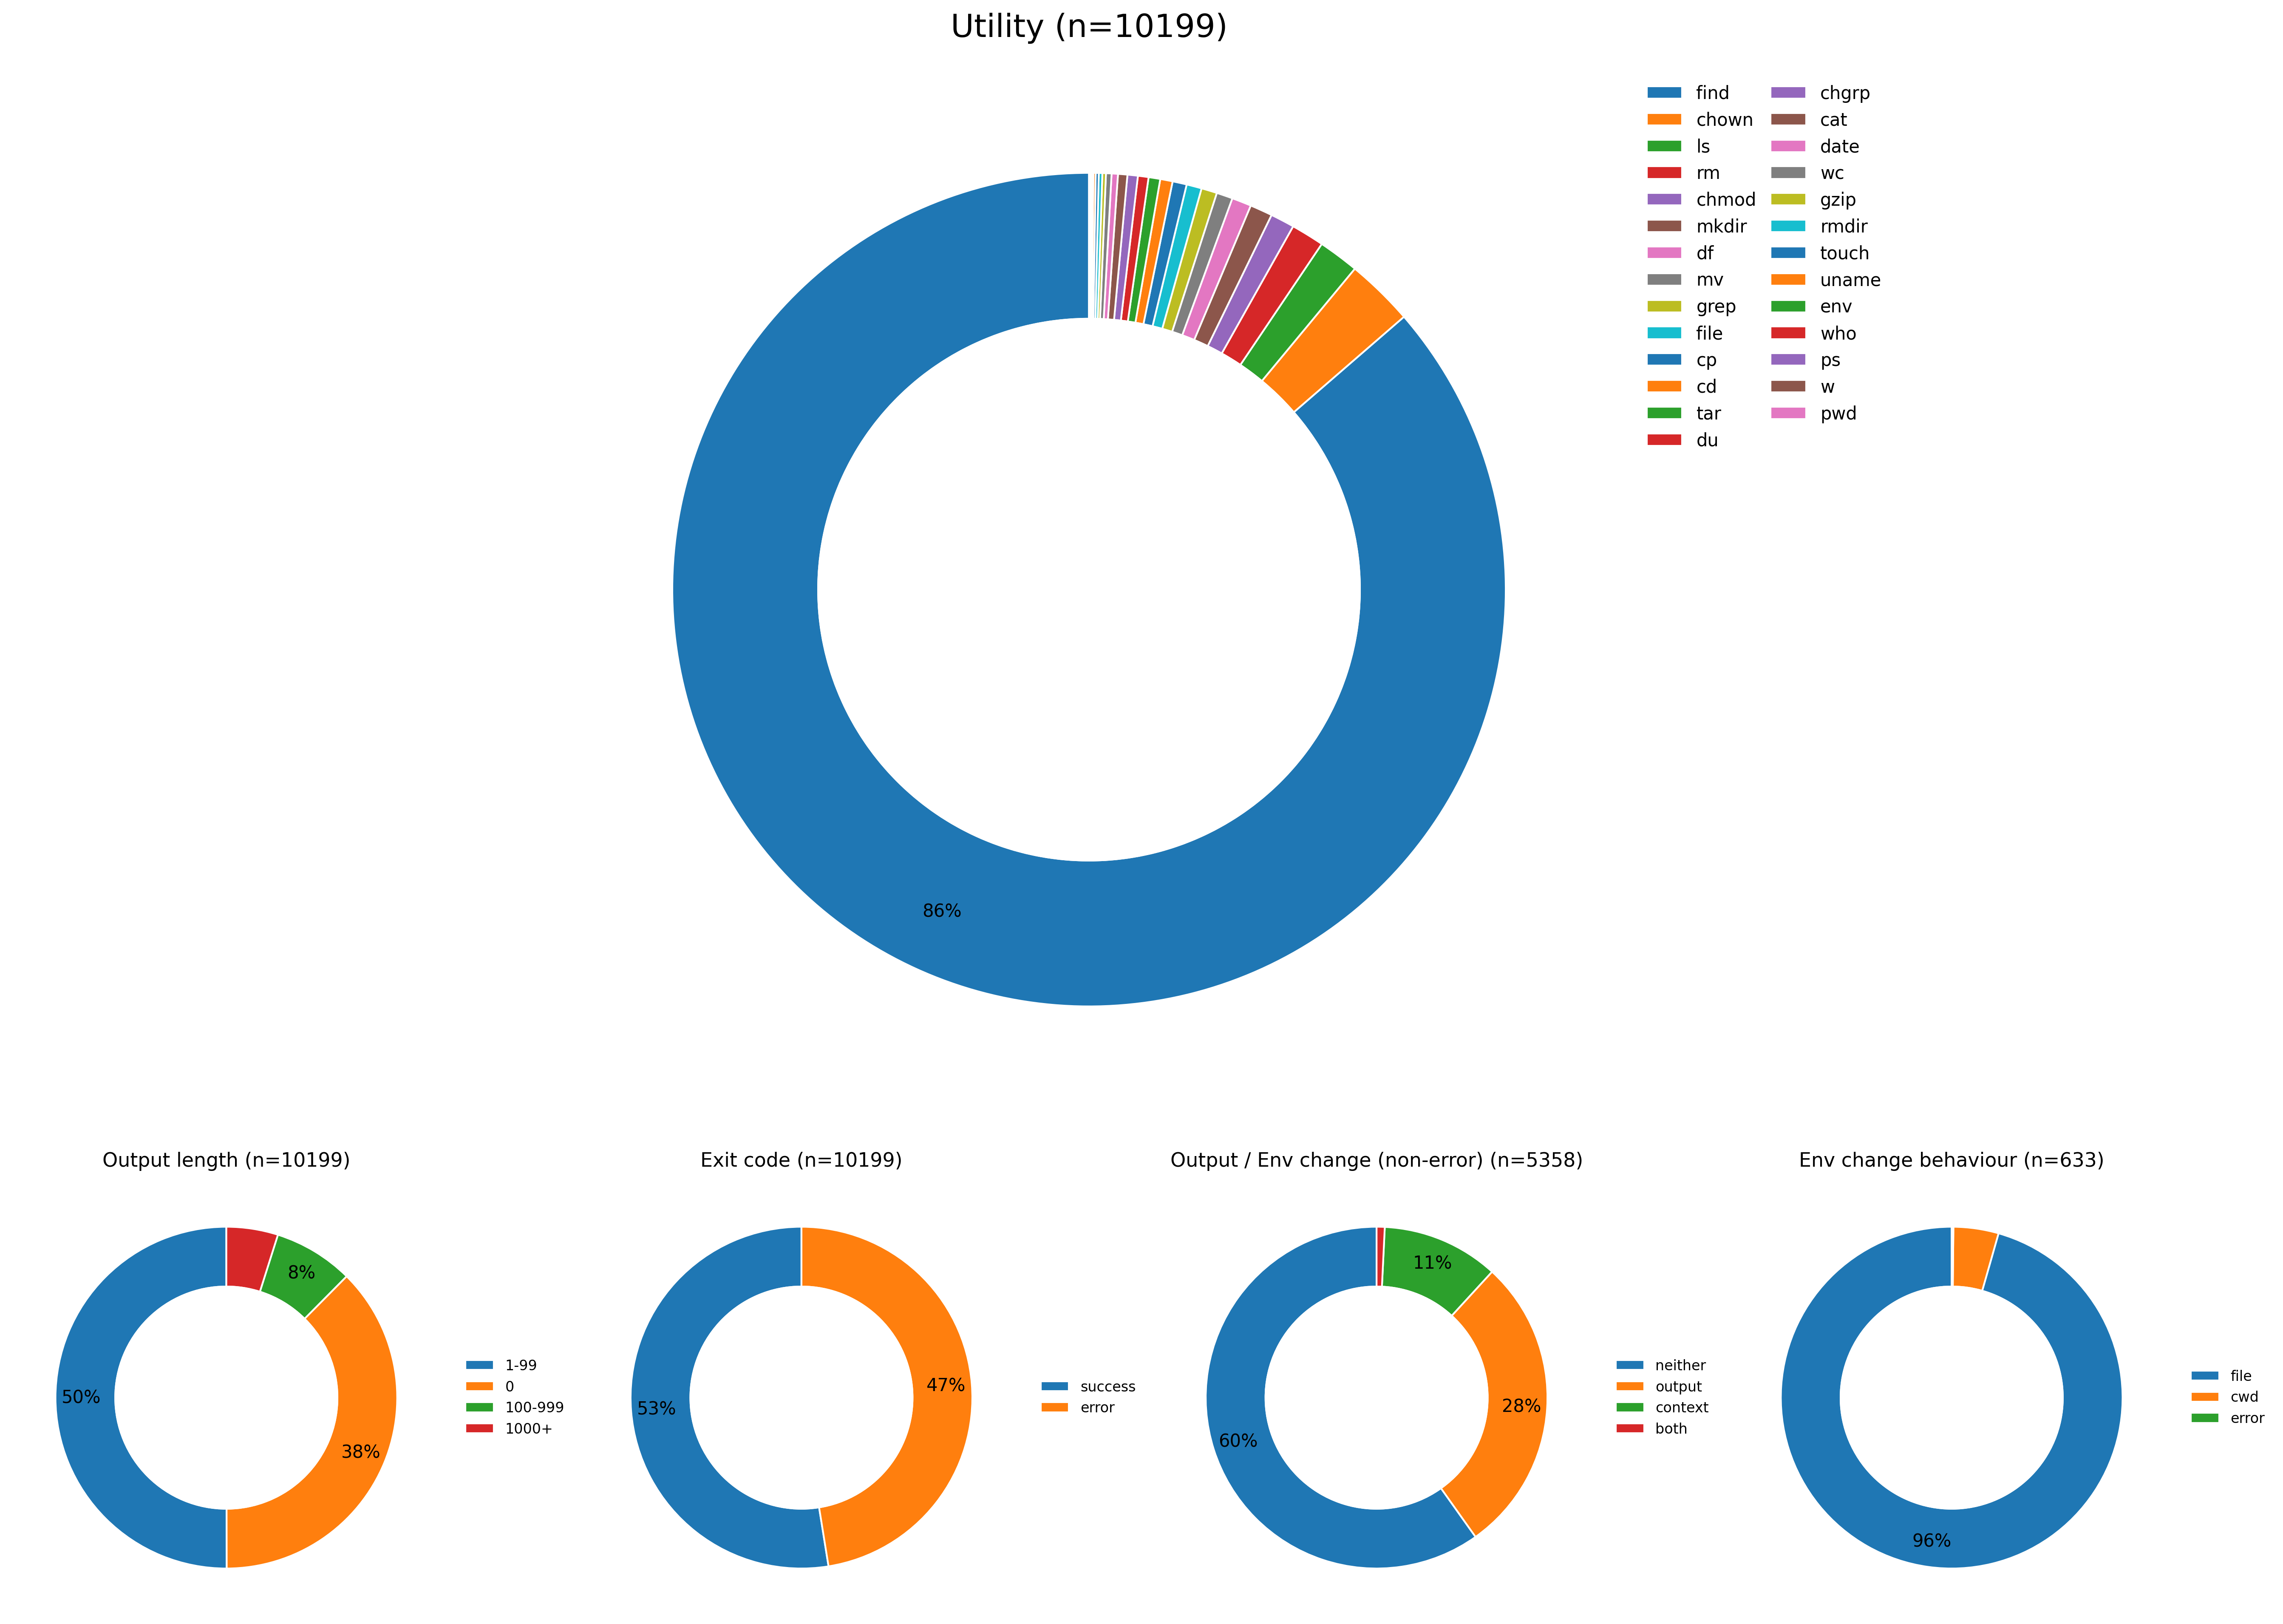 Utility (n=10199)
find
chown
ls
rm
chmod
mkdir
df
mv
grep
file
cp
cd
tar
du
chgrp
cat
date
wc
gzip
rmdir
touch
uname
env
who
ps
w
pwd
86%
Output length (n=10199)
50%
38%
8%
1-99
0
100-999
1000+
Exit code (n=10199)
53%
47%
success
error
Output / Env change (non-error) (n=5358)
60%
28%
11%
neither
output
context
both
Env change behaviour (n=633)
96%
file
cwd
error